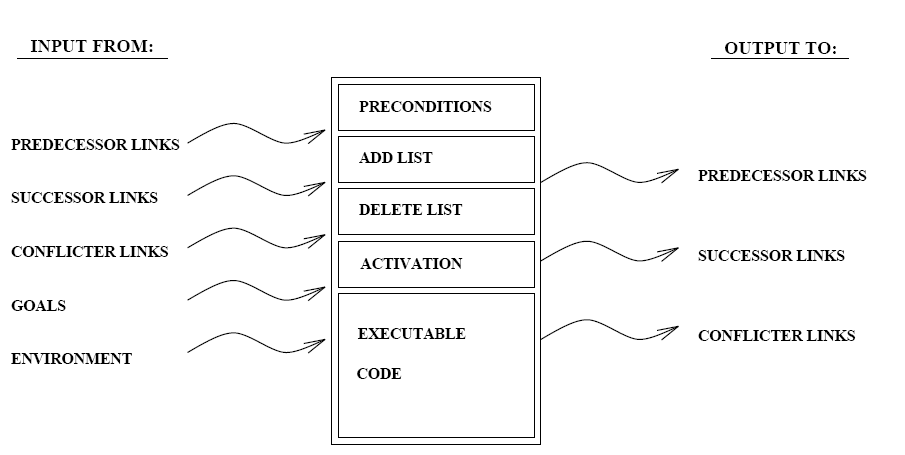 INPUT FROM:
OUTPUT TO:
PREDECESSOR LINKS
SUCCESSOR LINKS
CONFLICTER LINKS
GOALS
ENVIRONMENT
PRECONDITIONS
ADD LIST
DELETE LIST
ACTIVATION
EXECUTABLE
CODE
PREDECESSOR LINKS
SUCCESSOR LINKS
CONFLICTER LINKS